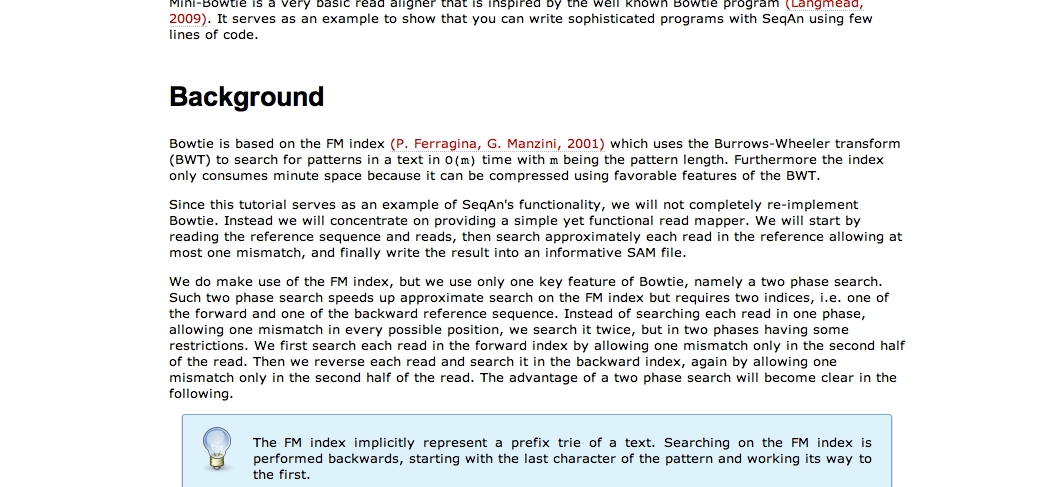 Mini-Bowtie is a very basic read aligner that is inspired by the well known Bowtie program (Langmead,
2009). It serves as an example to show that you can write sophisticated programs with SeqAn using few
lines of code.
Background
Bowtie is based on the FM index (P. Ferragina, G. Manzini, 2001) which uses the Burrows-Wheeler transform
(BWT) to search for patterns in a text in O(m) time with m being the pattern length. Furthermore the index
only consumes minute space because it can be compressed using favorable features of the BWT.
Since this tutorial serves as an example of SeqAn's functionality, we will not completely re-implement
Bowtie. Instead we will concentrate on providing a simple yet functional read mapper. We will start by
reading the reference sequence and reads, then search approximately each read in the reference allowing at
most one mismatch, and finally write the result into an informative SAM file.
We do make use of the FM index, but we use only one key feature of Bowtie, namely a two phase search.
Such two phase search speeds up approximate search on the FM index but requires two indices, i.e. one of
the forward and one of the backward reference sequence. Instead of searching each read in one phase,
allowing one mismatch in every possible position, we search it twice, but in two phases having some
restrictions. We first search each read in the forward index by allowing one mismatch only in the second half
of the read. Then we reverse each read and search it in the backward index, again by allowing one
mismatch only in the second half of the read. The advantage of a two phase search will become clear in the
following.
The FM index implicitly represent a prefix trie of a text. Searching on the FM index is
performed backwards, starting with the last character of the pattern and working its way to
the first.